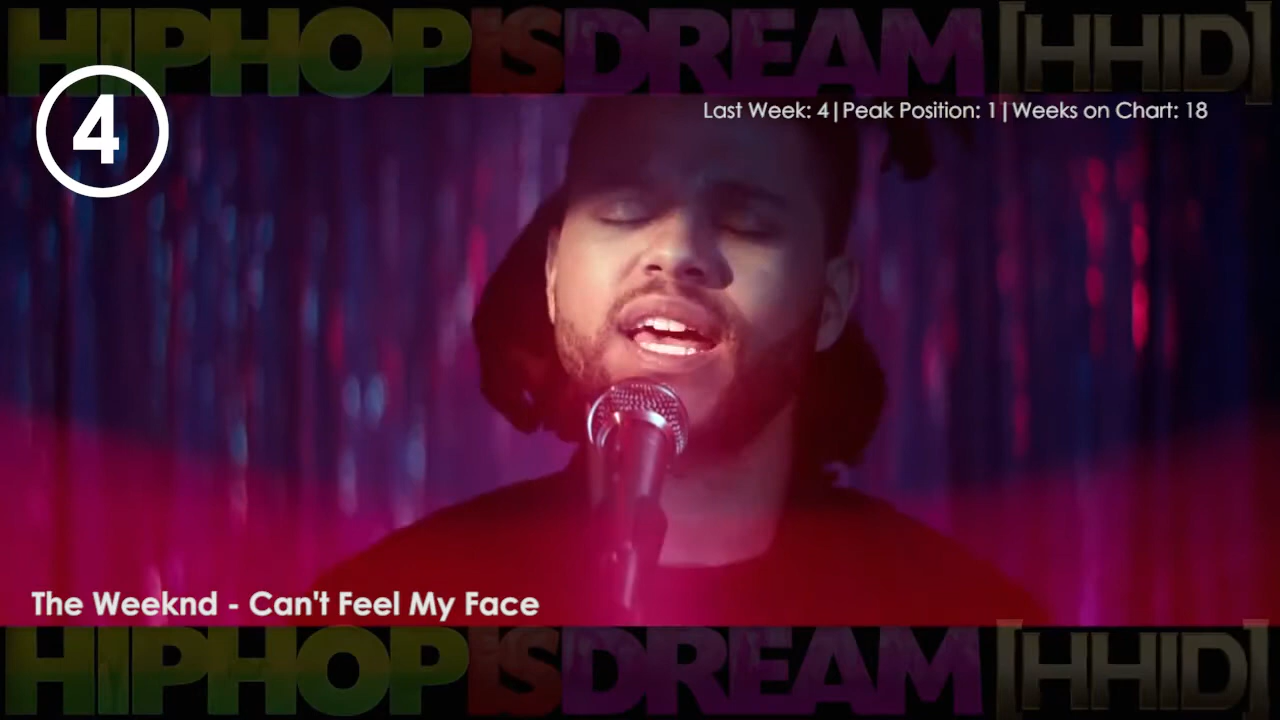 HIPHOPISDREAM [HHID]
4
Last Week: 4|Peak Position: 1|Weeks on Chart: 18
The Weeknd - Can't Feel My Face
HIPHOPISDREAM [HHID]